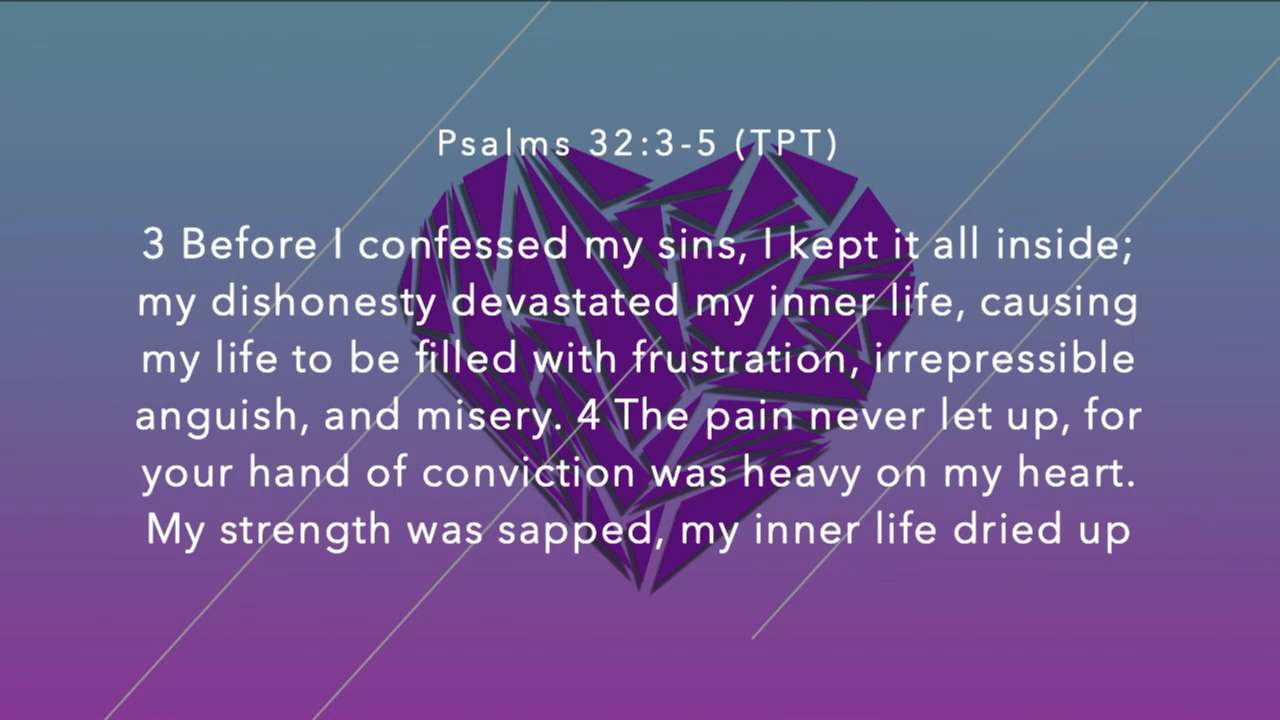 Psalms 32:3-5 (TPT)
3 Before I confessed my sins, I kept it all inside;
my dishonesty devastated my inner life, causing
my life to be filled with frustration, irrepressible
anguish, and misery. 4 The pain never let up, for
your hand of conviction was heavy on my heart.
My strength was sapped, my inner life dried up